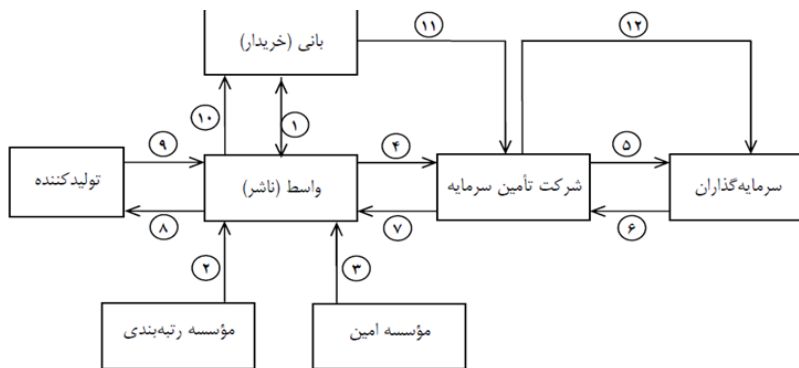 بانی (خریدار)
۱۱
۱۲
۱۰
۱
۹
۴
۵
تولیدکننده
واسط (ناشر)
شرکت تأمین سرمایه
سرمایه‌گذاران
۸
۷
۶
۲
۳
مؤسسه رتبه‌بندی
مؤسسه امین